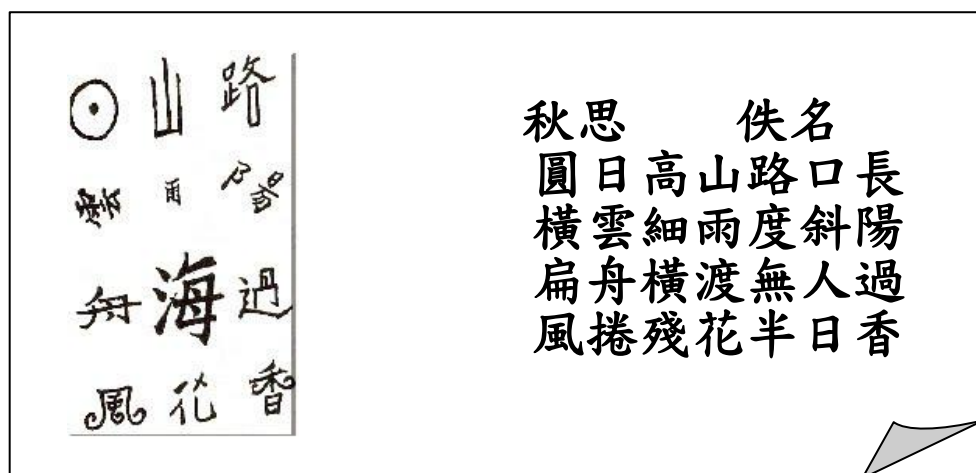 山 路
雲 雨
舟 海 過
風 花 香
秋思 佚名
圓日高山路口長
橫雲細雨度斜陽
扁舟橫渡無人過
風捲殘花半日香